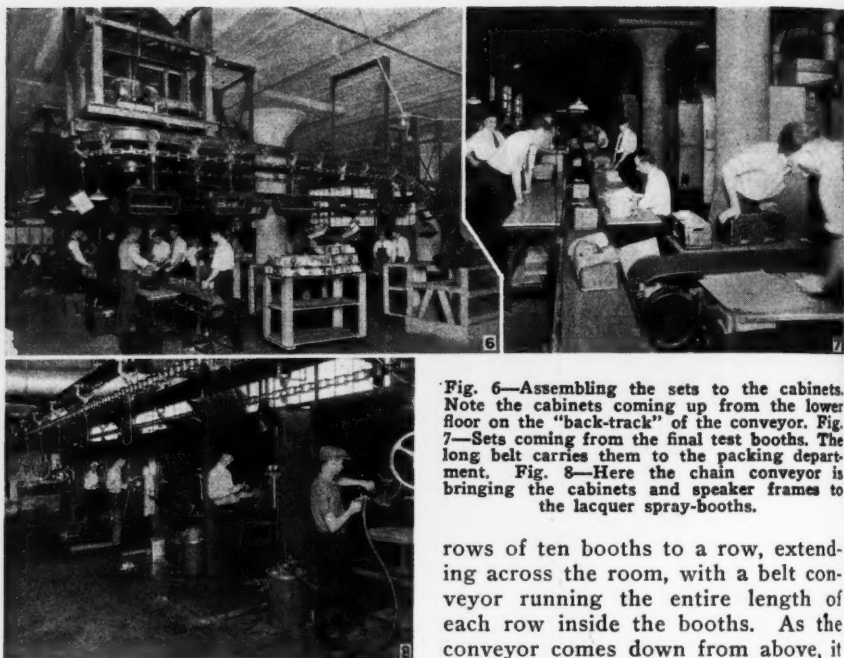 6
7
8
Fig. 6—Assembling the sets to the cabinets.
Note the cabinets coming up from the lower
floor on the "back-track" of the conveyor. Fig.
7—Sets coming from the final test booths. The
long belt carries them to the packing depart-
ment. Fig. 8—Here the chain conveyor is
bringing the cabinets and speaker frames to
the lacquer spray-booths.
rows of ten booths to a row, extend-
ing across the room, with a belt con-
veyor running the entire length of
each row inside the booths. As the
conveyor comes down from above, it